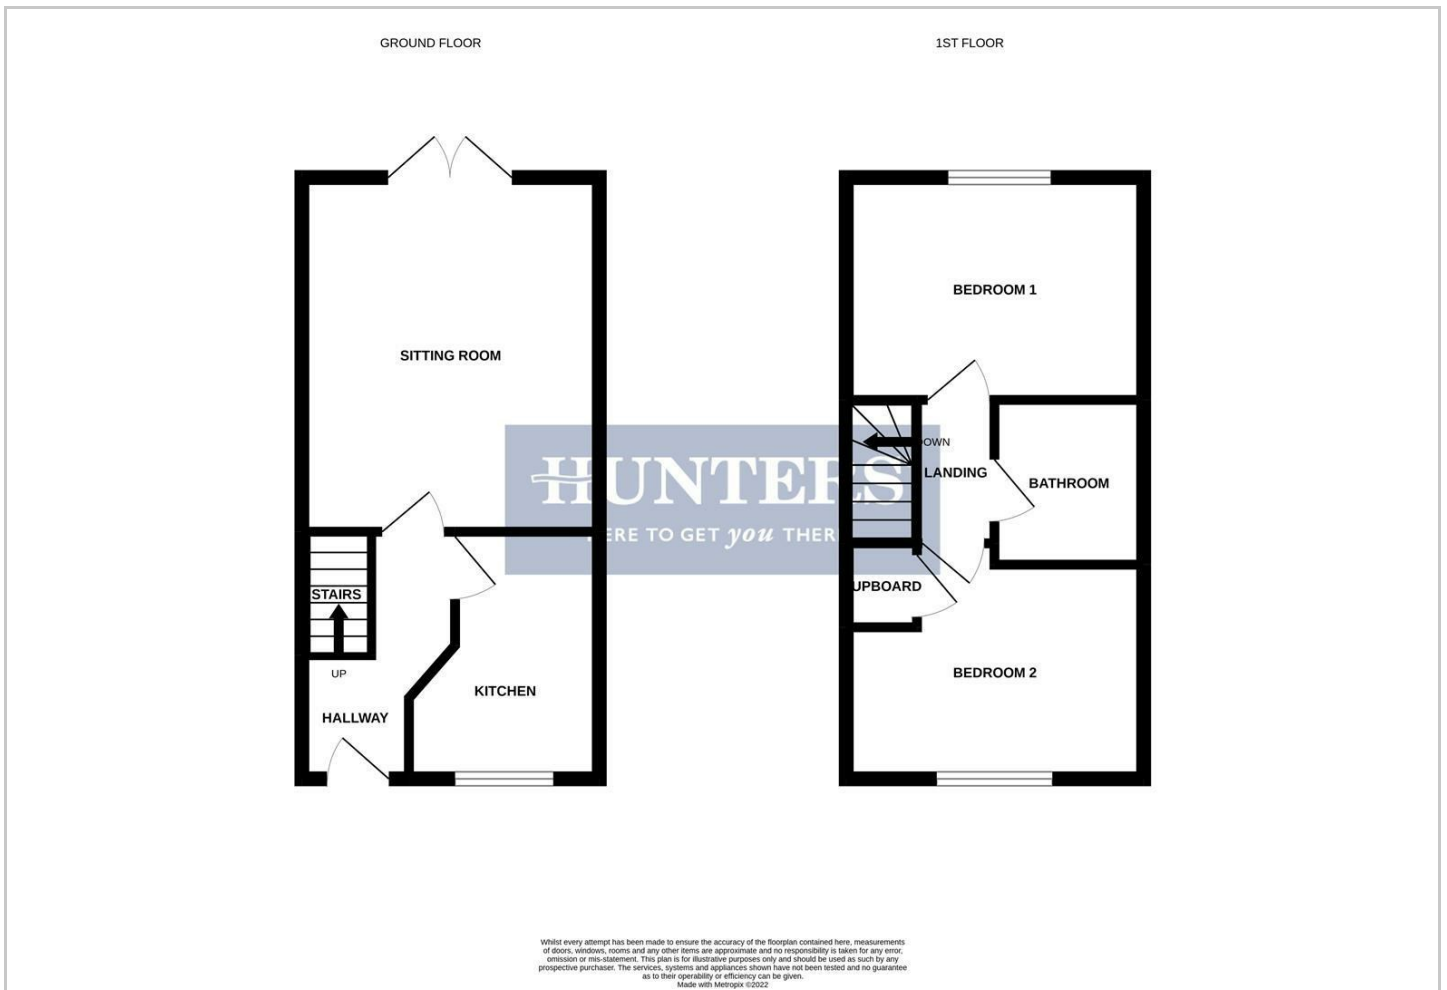 GROUND FLOOR
1ST FLOOR
BEDROOM 1
SITTING ROOM
DOWN
HUNTERS
LANDING
BATHROOM
HERE TO GET you THERE
STAIRS
CUPBOARD
UP
KITCHEN
BEDROOM 2
HALLWAY
Whilst every attempt has been made to ensure the accuracy of the floorplan contained here, measurements
of doors, windows, rooms and any other items are approximate and no responsibility is taken for any error,
omission or mis-statement. This plan is for illustrative purposes only and should be used as such by any
prospective purchaser. The services, systems and appliances shown have not been tested and no guarantee
as to their operability or efficiency can be given.
Made with Metropix ©2022